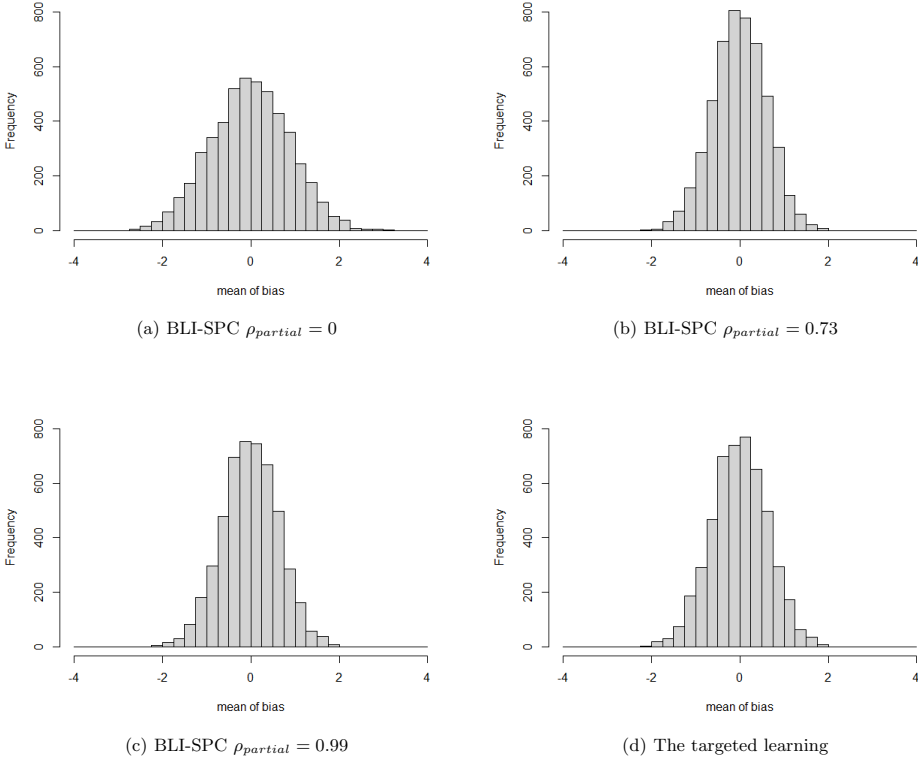 Frequency
800
600
400
200
0
-4 -2 0 2 4
mean of bias
(a) BLI-SPC ρpartial = 0
Frequency
800
600
400
200
0
-4 -2 0 2 4
mean of bias
(b) BLI-SPC ρpartial = 0.73
Frequency
800
600
400
200
0
-4 -2 0 2 4
mean of bias
(c) BLI-SPC ρpartial = 0.99
Frequency
800
600
400
200
0
-4 -2 0 2 4
mean of bias
(d) The targeted learning